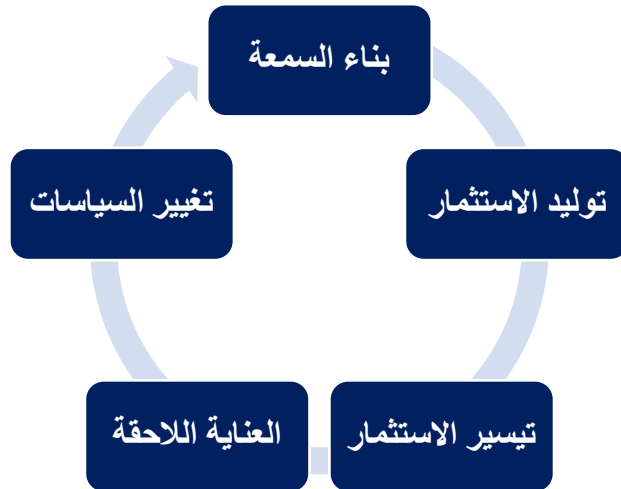 بناء السمعة
توليد الاستثمار
تيسير الاستثمار
العناية اللاحقة
تغيير السياسات